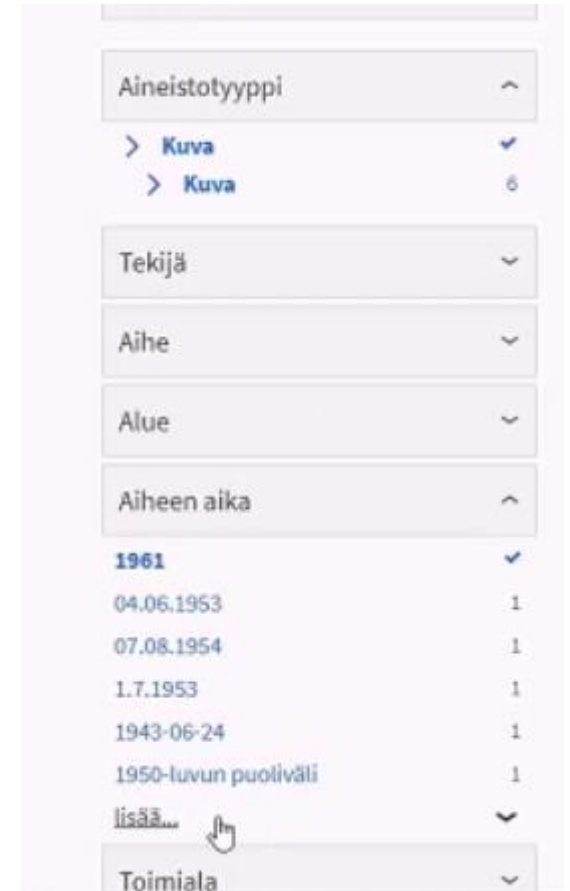 Aineistotyyppi
Kuva
Kuva 6
Tekijä
Aihe
Alue
Aiheen aika
1961
04.06.1953 1
07.08.1954 1
1.7.1953 1
1943-06-24 1
1950-luvun puoliväli 1
lisää...
Toimiala